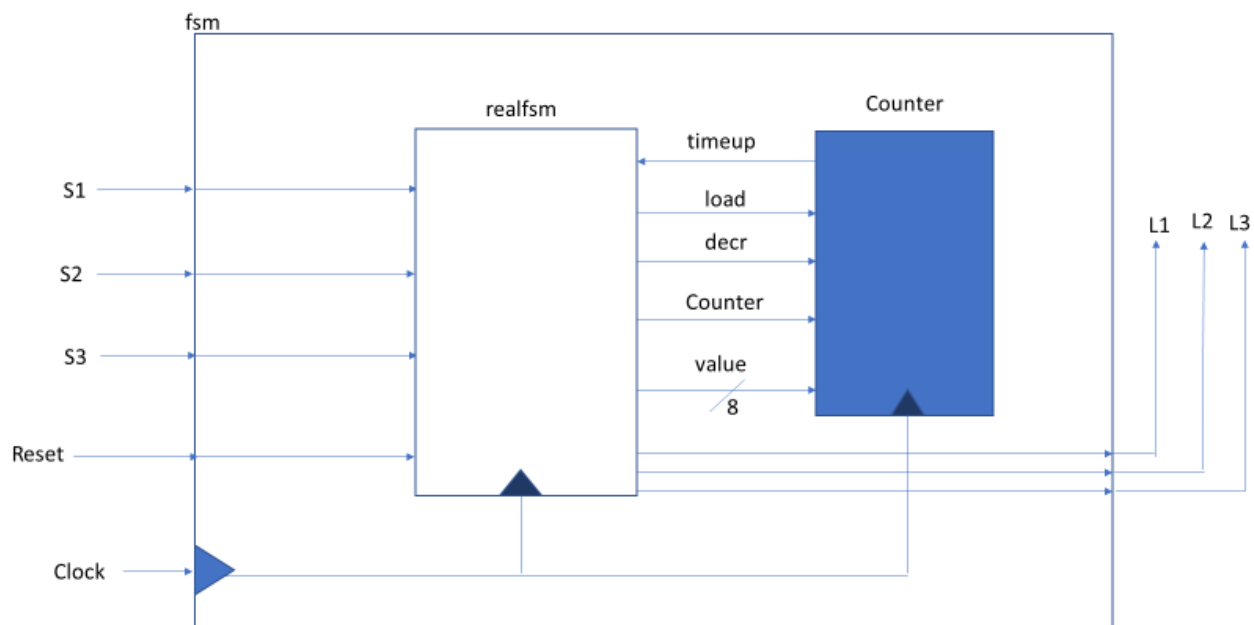 fsm
realfsm
Counter
timeup
S1
load
L1
L2
L3
decr
S2
Counter
S3
value
8
Reset
Clock